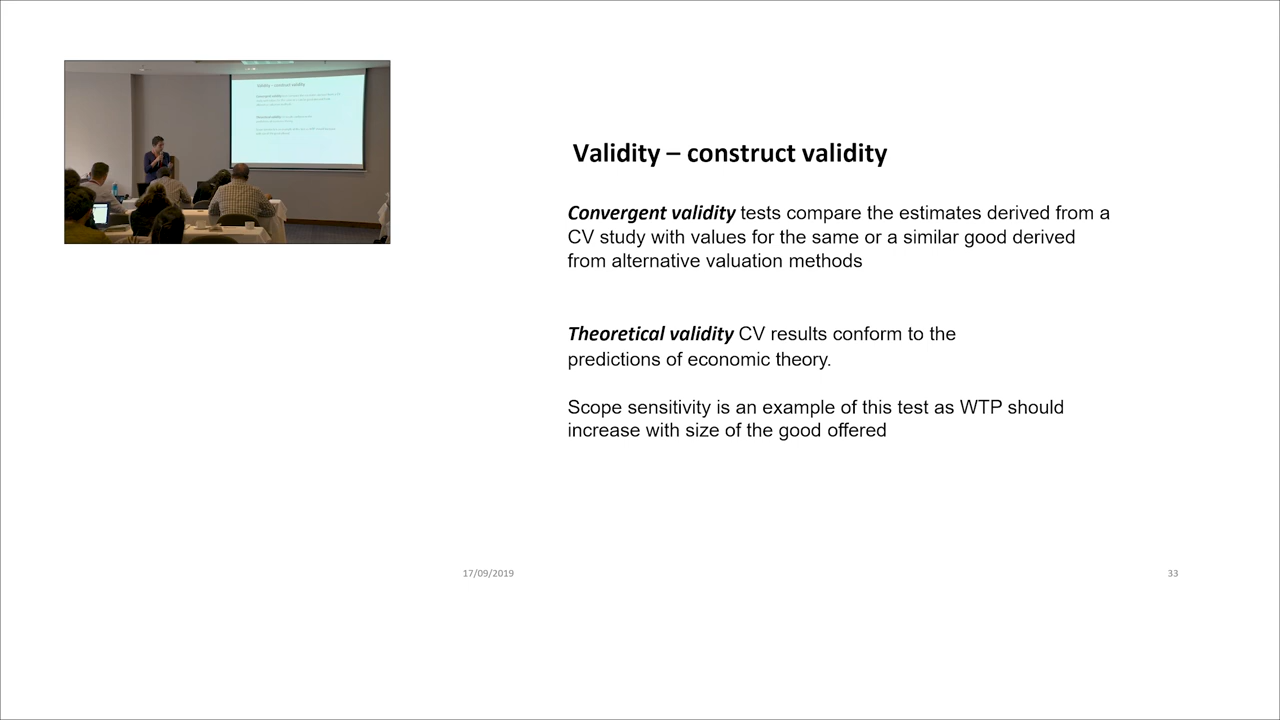 Validity – construct validity
Convergent validity tests compare the estimates derived from a
CV study with values for the same or a similar good derived
from alternative valuation methods
Theoretical validity CV results conform to the
predictions of economic theory.
Scope sensitivity is an example of this test as WTP should
increase with size of the good offered
17/09/2019
33
Validity – construct validity